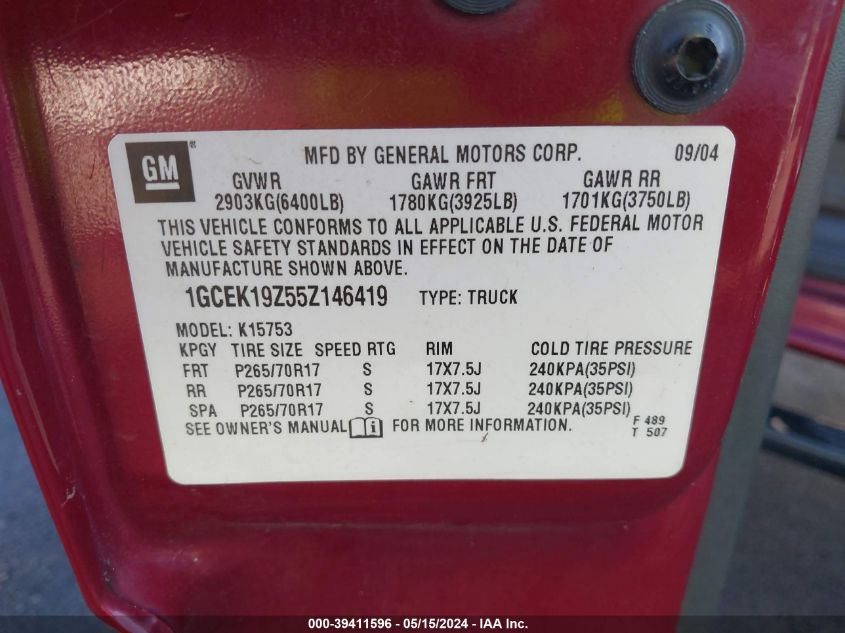 GM ®
MFD BY GENERAL MOTORS CORP. 09/04
GVWR GAWR FRT GAWR RR
2903KG(6400LB) 1780KG(3925LB) 1701KG(3750LB)
THIS VEHICLE CONFORMS TO ALL APPLICABLE U.S. FEDERAL MOTOR
VEHICLE SAFETY STANDARDS IN EFFECT ON THE DATE OF
MANUFACTURE SHOWN ABOVE.
1GCEK19Z55Z146419 TYPE: TRUCK
MODEL: K15753
KPGY TIRE SIZE SPEED RTG RIM COLD TIRE PRESSURE
FRT P265/70R17 S 17X7.5J 240KPA(35PSI)
RR P265/70R17 S 17X7.5J 240KPA(35PSI)
SPA P265/70R17 S 17X7.5J 240KPA(35PSI)
SEE OWNER'S MANUAL i FOR MORE INFORMATION.
F 489
T 507
000-39411596 - 05/15/2024 - IAA Inc.